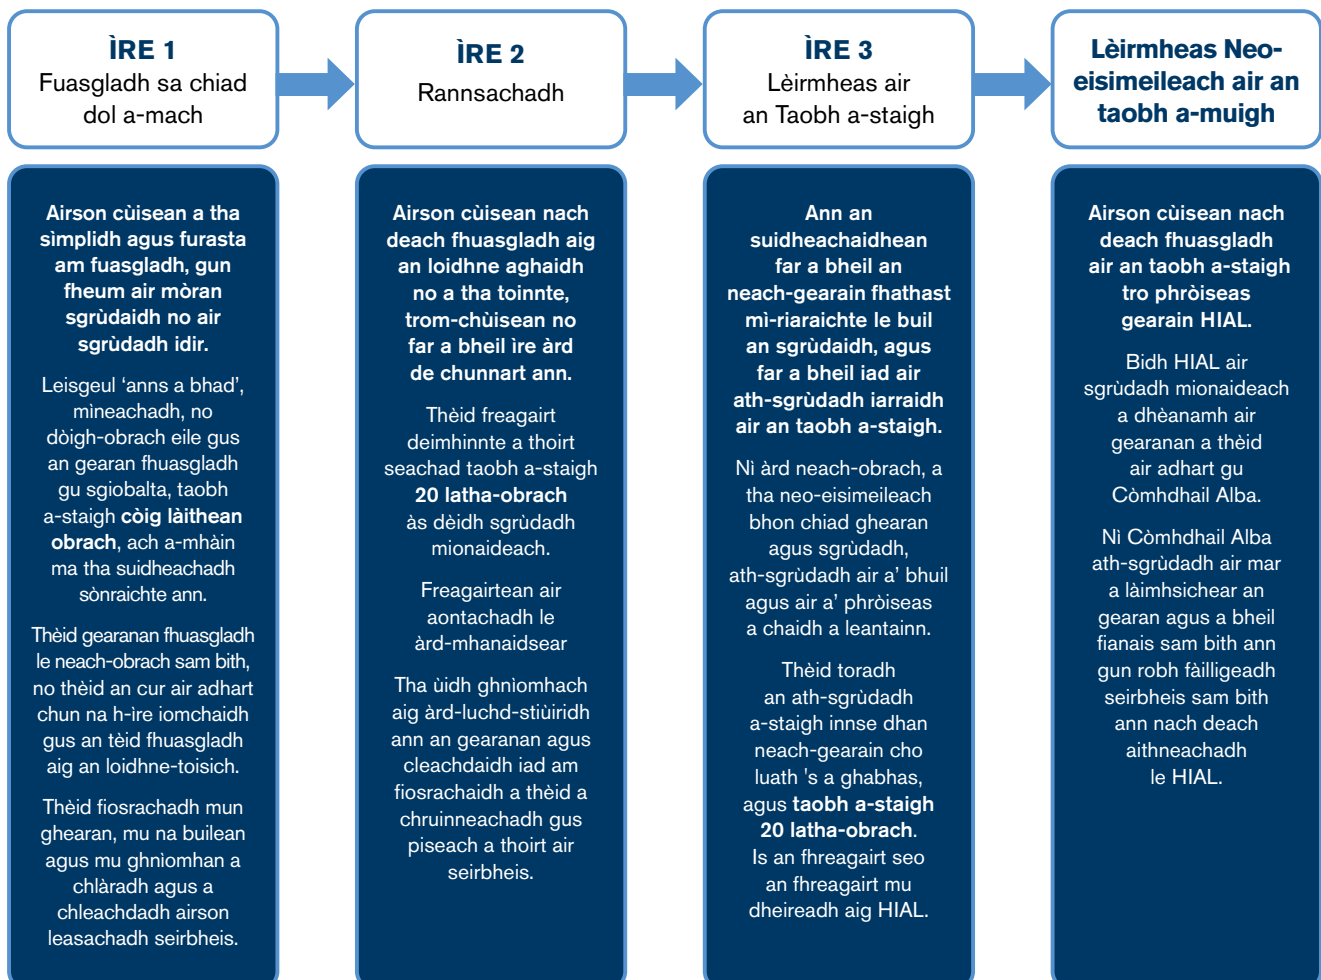 ÌRE 1
Fuasgladh sa chiad
dol a-mach
ÌRE 2
Rannsachadh
ÌRE 3
Lèirmheas air
an Taobh a-staigh
Lèirmheas Neo-
eisimeileach air an
taobh a-muigh
Airson cùisean a tha
sìmplidh agus furasta
am fuasgladh, gun
fheum air mòran
sgrùdaidh no air
sgrùdadh idir.
Leisgeul ‘anns a bhad’,
mìneachadh, no
dòigh-obrach eile gus
an gearan fhuasgladh
gu sgiobalta, taobh
a-staigh còig làithean
obrach, ach a-mhàin
ma tha suidheachadh
sònraichte ann.
Thèid gearanan fhuasgladh
le neach-obrach sam bith,
no thèid an cur air adhart
chun na h-ìre iomchaidh
gus an tèid fhuasgladh
aig an loidhne-toisich.
Thèid fiosrachadh mun
ghearan, mu na builean
agus mu ghnìomhan a
chlàradh agus a
chleachdadh airson
leasachadh seirbheis.
Airson cùisean nach
deach fhuasgladh aig
an loidhne aghaidh
no a tha toinnte,
trom-chùisean no
far a bheil ìre àrd
de chunnart ann.
Thèid freagairt
deimhinnte a thoirt
seachad taobh a-staigh
20 latha-obrach
às dèidh sgrùdadh
mionaideach.
Freagairtean air
aontachadh le
àrd-mhanaidsear
Tha ùidh ghnìomhach
aig àrd-luchd-stiùiridh
ann an gearanan agus
cleachdaidh iad am
fiosrachaidh a thèid a
chruinneachadh gus
piseach a thoirt air
seirbheis.
Ann an
suidheachaidhean
far a bheil an
neach-gearain fhathast
mì-riaraichte le buil
an sgrùdaidh, agus
far a bheil iad air
ath-sgrùdadh iarraidh
air an taobh a-staigh.
Nì àrd neach-obrach, a
tha neo-eisimeileach
bhon chiad ghearan
agus sgrùdadh,
ath-sgrùdadh air a’ bhuil
agus air a’ phròiseas
a chaidh a leantainn.
Thèid toradh
an ath-sgrùdadh
a-staigh innse dhan
neach-gearain cho
luath 's a ghabhas,
agus taobh a-staigh
20 latha-obrach.
Is an fhreagairt seo
an fhreagairt mu
dheireadh aig HIAL.
Airson cùisean nach
deach fhuasgladh
air an taobh a-staigh
tro phròiseas
gearain HIAL.
Bidh HIAL air
sgrùdadh mionaideach
a dhèanamh air
gearanan a thèid
air adhart gu
Còmhdhail Alba.
Nì Còmhdhail Alba
ath-sgrùdadh air mar
a làimhsichear an
gearan agus a bheil
fianais sam bith ann
gun robh fàilligeadh
seirbheis sam bith
ann nach deach
aithneachadh
le HIAL.